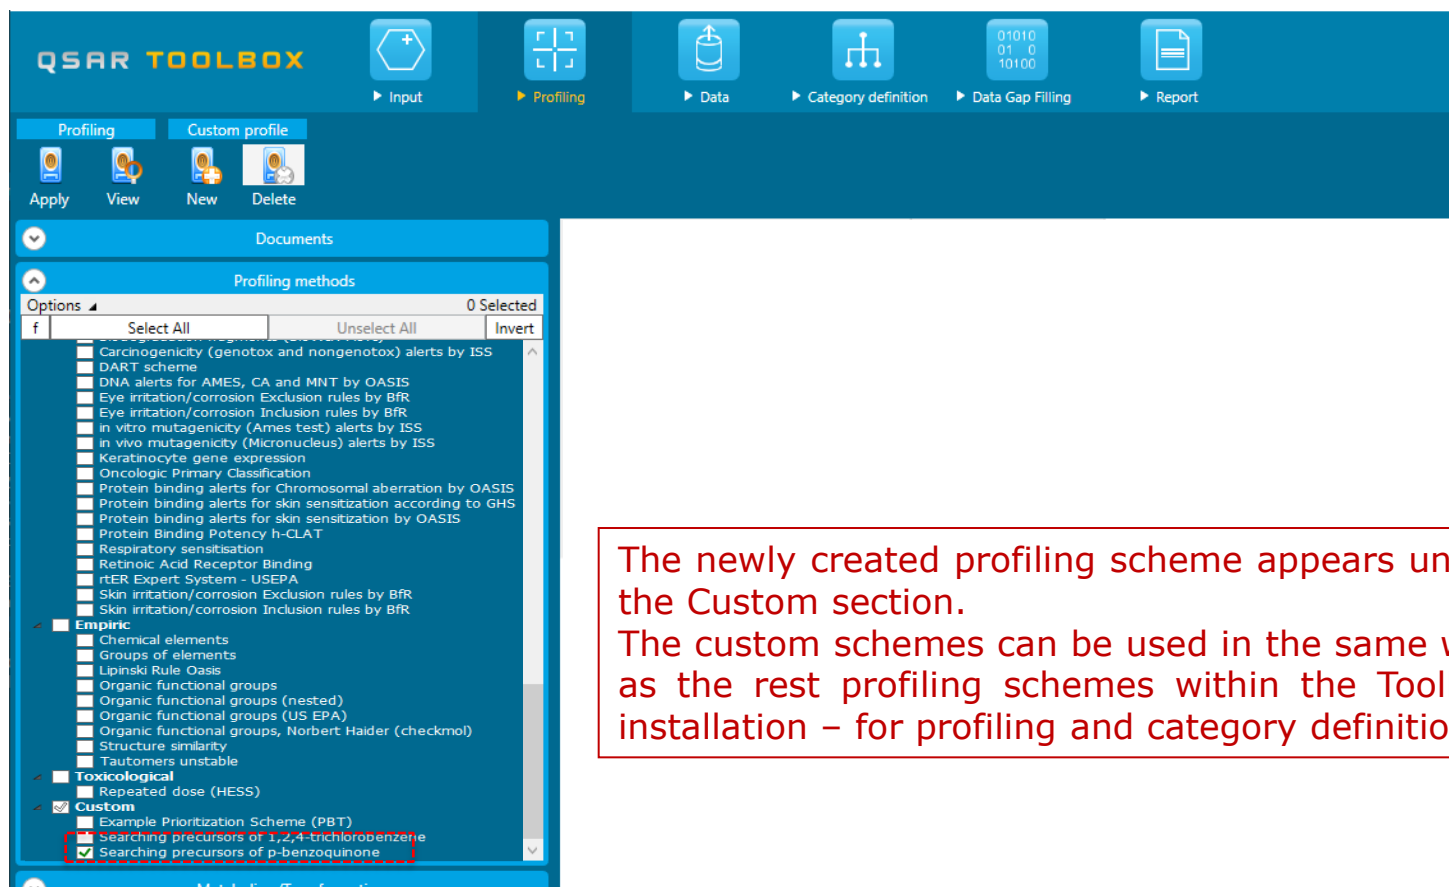 QSAR TOOLBOX
Input
Profiling
Data
Category definition
01010
01 0
10100
Data Gap Filling
Report
Profiling
Custom profile
Apply
View
New
Delete
Documents
Profiling methods
Options
0 Selected
f
Select All
Unselect All
Invert
Carcinogenicity (genotox and nongenotox) alerts by ISS
DART scheme
DNA alerts for AMES, CA and MNT by OASIS
Eye irritation/corrosion Exclusion rules by BfR
Eye irritation/corrosion Inclusion rules by BfR
in vitro mutagenicity (Ames test) alerts by ISS
in vivo mutagenicity (Micronucleus) alerts by ISS
Keratinocyte gene expression
Oncologic Primary Classification
Protein binding alerts for Chromosomal aberration by OASIS
Protein binding alerts for skin sensitization according to GHS
Protein binding alerts for skin sensitization by OASIS
Protein Binding Potency h-CLAT
Respiratory sensitisation
Retinoic Acid Receptor Binding
rtER Expert System - USEPA
Skin irritation/corrosion Exclusion rules by BfR
Skin irritation/corrosion Inclusion rules by BfR
Empiric
Chemical elements
Groups of elements
Lipinski Rule Oasis
Organic functional groups
Organic functional groups (nested)
Organic functional groups (US EPA)
Organic functional groups, Norbert Haider (checkmol)
Structure similarity
Tautomers unstable
Toxicological
Repeated dose (HESS)
Custom
Example Prioritization Scheme (PBT)
Searching precursors of 1,2,4-trichlorobenzene
Searching precursors of p-benzoquinone
The newly created profiling scheme appears un
the Custom section.
The custom schemes can be used in the same
as the rest profiling schemes within the Tool
installation – for profiling and category definitio